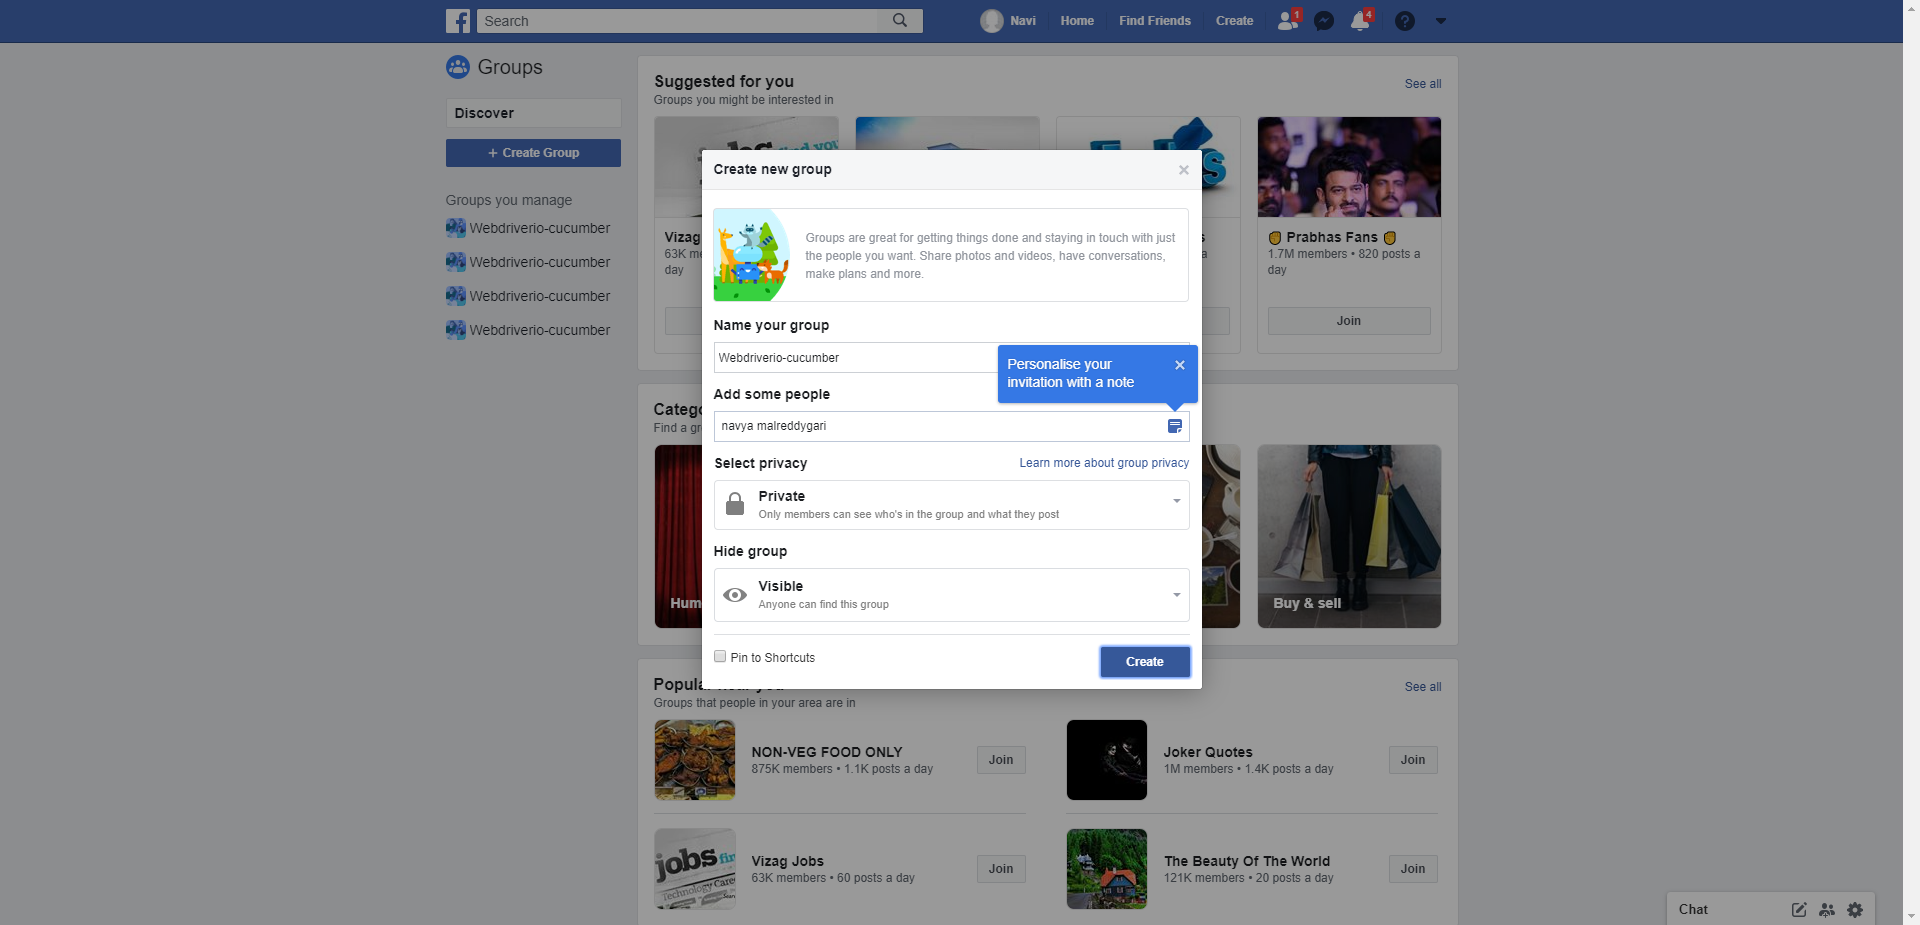 Search
Navi
Home
Find Friends
Create
1
4
Groups
Discover
+ Create Group
Groups you manage
Webdriverio-cucumber
Webdriverio-cucumber
Webdriverio-cucumber
Webdriverio-cucumber
Suggested for you
Groups you might be interested in
See all
Vizag
63K me
day
Prabhas Fans
1.7M members • 820 posts a
day
Join
Create new group
Groups are great for getting things done and staying in touch with just
the people you want. Share photos and videos, have conversations,
make plans and more.
Name your group
Webdriverio-cucumber
Personalise your
invitation with a note
Add some people
navya malreddygari
Select privacy
Learn more about group privacy
Private
Only members can see who's in the group and what they post
Hide group
Visible
Anyone can find this group
Pin to Shortcuts
Create
Find a gr
Hum
Buy & sell
See all
Groups that people in your area are in
NON-VEG FOOD ONLY
875K members • 1.1K posts a day
Join
Joker Quotes
1M members • 1.4K posts a day
Join
jobs
Technology
Vizag Jobs
63K members • 60 posts a day
Join
The Beauty Of The World
121K members • 20 posts a day
Join
Chat